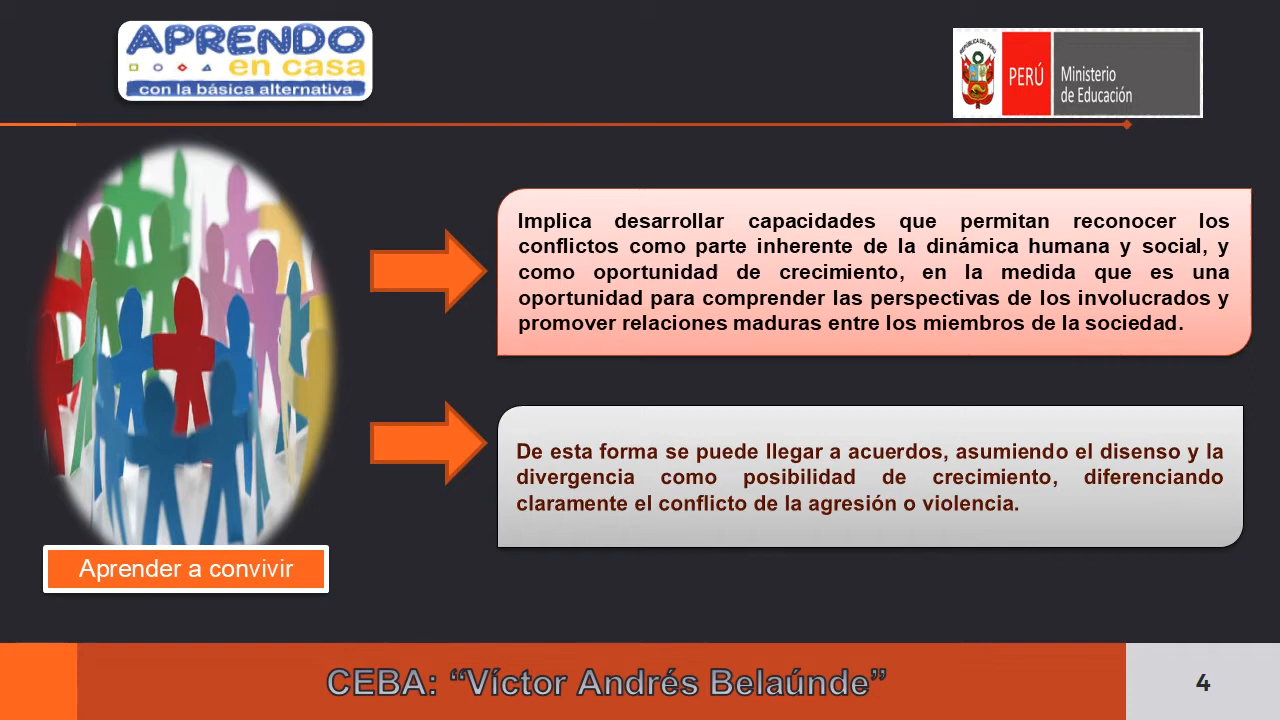 APRENDO
en casa
con la básica alternativa
REPÚBLICA DEL PERÚ
PERÚ
Ministerio
de Educación
Implica desarrollar capacidades que permitan reconocer los
conflictos como parte inherente de la dinámica humana y social, y
como oportunidad de crecimiento, en la medida que es una
oportunidad para comprender las perspectivas de los involucrados y
promover relaciones maduras entre los miembros de la sociedad.
De esta forma se puede llegar a acuerdos, asumiendo el disenso y la
divergencia como posibilidad de crecimiento, diferenciando
claramente el conflicto de la agresión o violencia.
Aprender a convivir
CEBA: “Víctor Andrés Belaúnde”
4